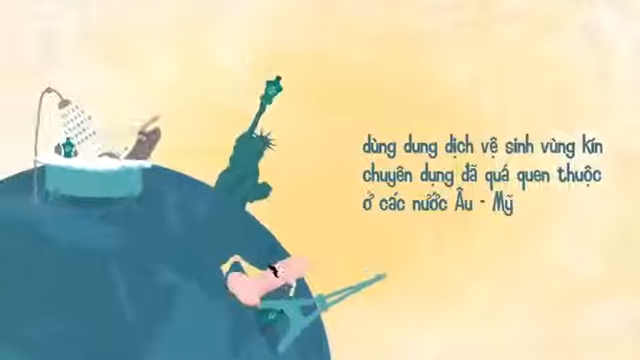 dùng dung dịch vệ sinh vùng kín
chuyên dụng đã quá quen thuộc
ở các nước Âu - Mỹ